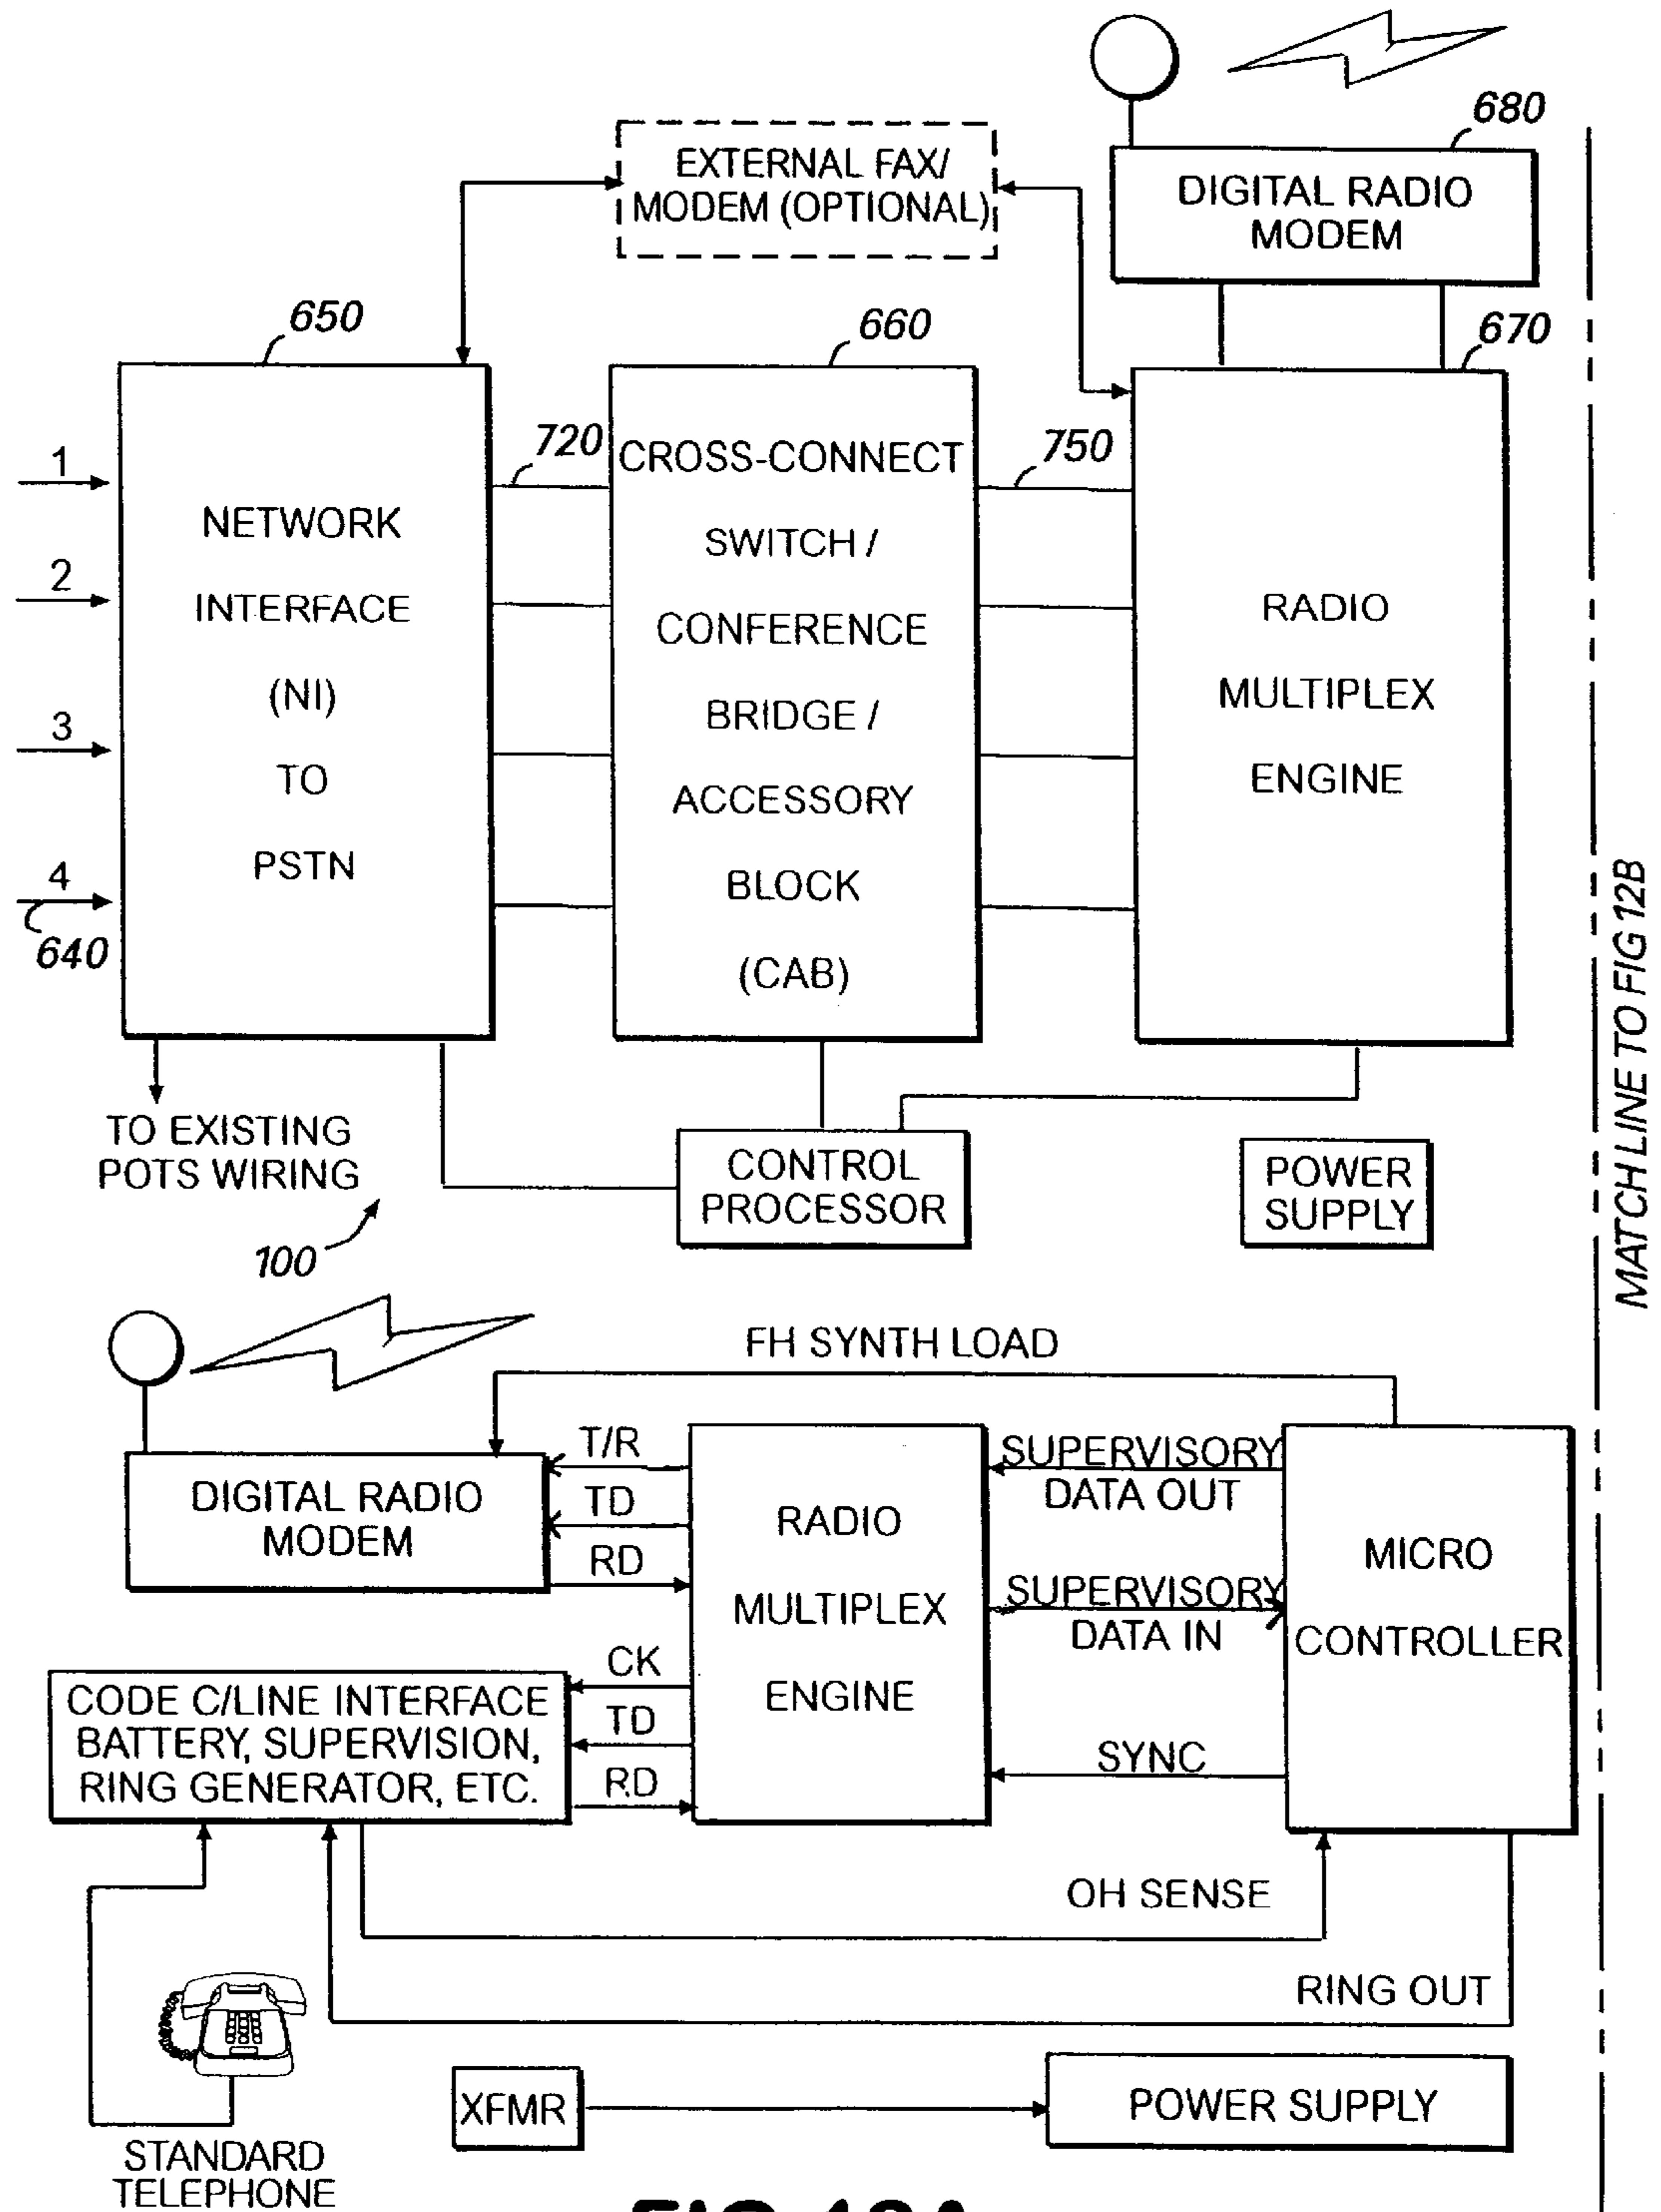 680
EXTERNAL FAX/
MODEM (OPTIONAL)
DIGITAL RADIO
MODEM
650
660
670
1
2
3
4
640
720
750
NETWORK
INTERFACE
(NI)
TO
PSTN
CROSS-CONNECT
SWITCH /
CONFERENCE
BRIDGE /
ACCESSORY
BLOCK
(CAB)
RADIO
MULTIPLEX
ENGINE
MATCH LINE TO FIG 12B
TO EXISTING
POTS WIRING
100
CONTROL
PROCESSOR
POWER
SUPPLY
FH SYNTH LOAD
DIGITAL RADIO
MODEM
T/R
TD
RD
RADIO
MULTIPLEX
ENGINE
SUPERVISORY
DATA OUT
SUPERVISORY
DATA IN
SYNC
MICRO
CONTROLLER
CODE C/LINE INTERFACE
BATTERY, SUPERVISION,
RING GENERATOR, ETC.
CK
TD
RD
OH SENSE
RING OUT
XFMR
POWER SUPPLY
STANDARD
TELEPHONE